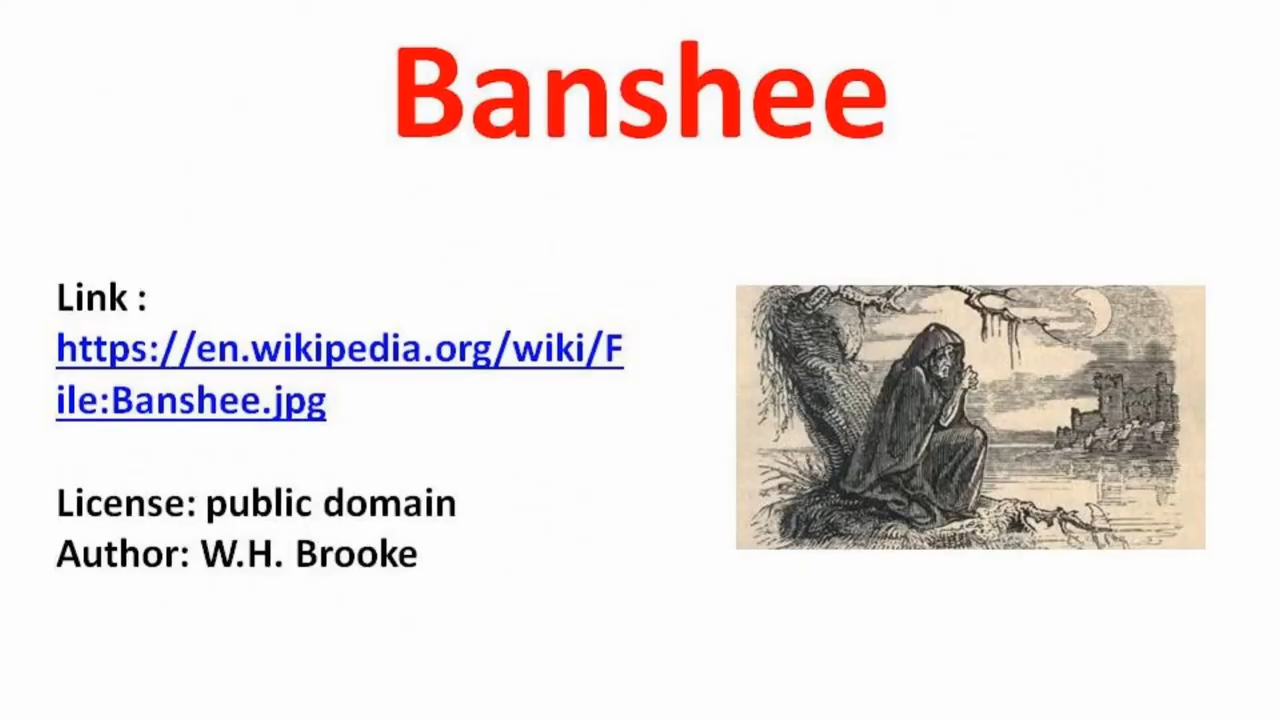 Banshee
Link :
https://en.wikipedia.org/wiki/F
ile:Banshee.jpg
License: public domain
Author: W.H. Brooke